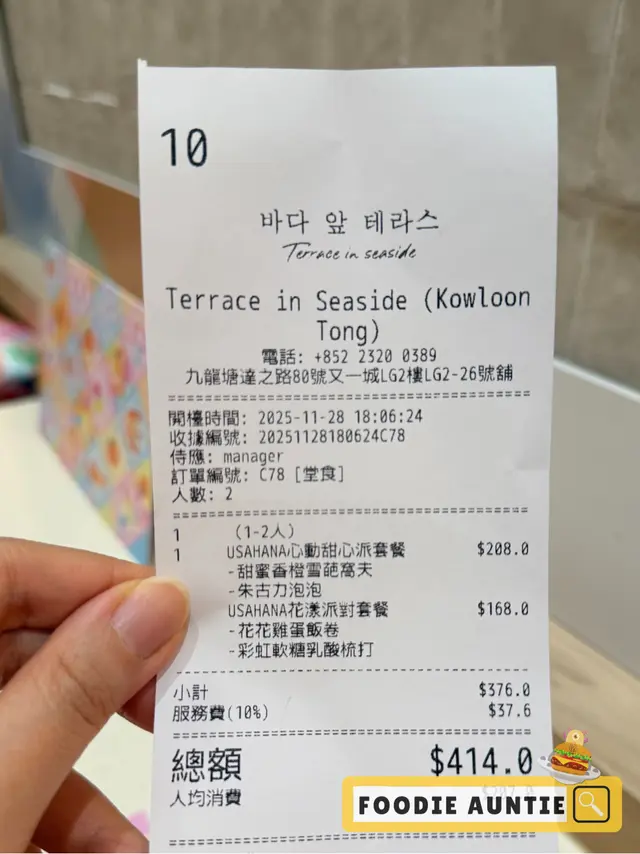 10
바다 앞 테라스
Terrace in seaside
Terrace in Seaside (Kowloon
Tong)
電話: +852 2320 0389
九龍塘達之路80號又一城LG2樓LG2-26號舖
開檯時間: 2025-11-28 18:06:24
收據編號: 20251128180624C78
侍應: manager
訂單編號: C78 [堂食]
人數: 2
1 (1-2人)
1 USAHANA心動甜心派套餐 $208.0
-甜蜜香橙雪葩窩夫
-朱古力泡泡
USAHANA花漾派對套餐 $168.0
-花花雞蛋飯卷
-彩虹軟糖乳酸梳打
小計 $376.0
服務費(10%) $37.6
總額 $414.0
人均消費
FOODIE AUNTIE